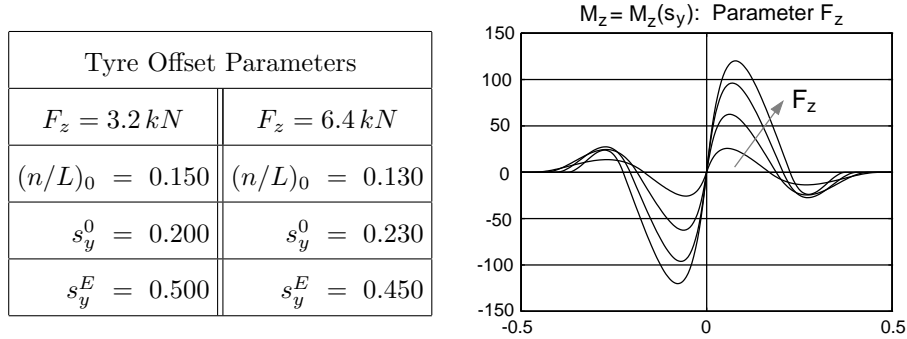 Tyre Offset Parameters
F_z = 3.2 kN F_z = 6.4 kN
(n/L)_0 = 0.150 (n/L)_0 = 0.130
s_y^0 = 0.200 s_y^0 = 0.230
s_y^E = 0.500 s_y^E = 0.450
M_z = M_z(s_y): Parameter F_z
150
100
50
0
-50
-100
-150
F_z
-0.5 0 0.5